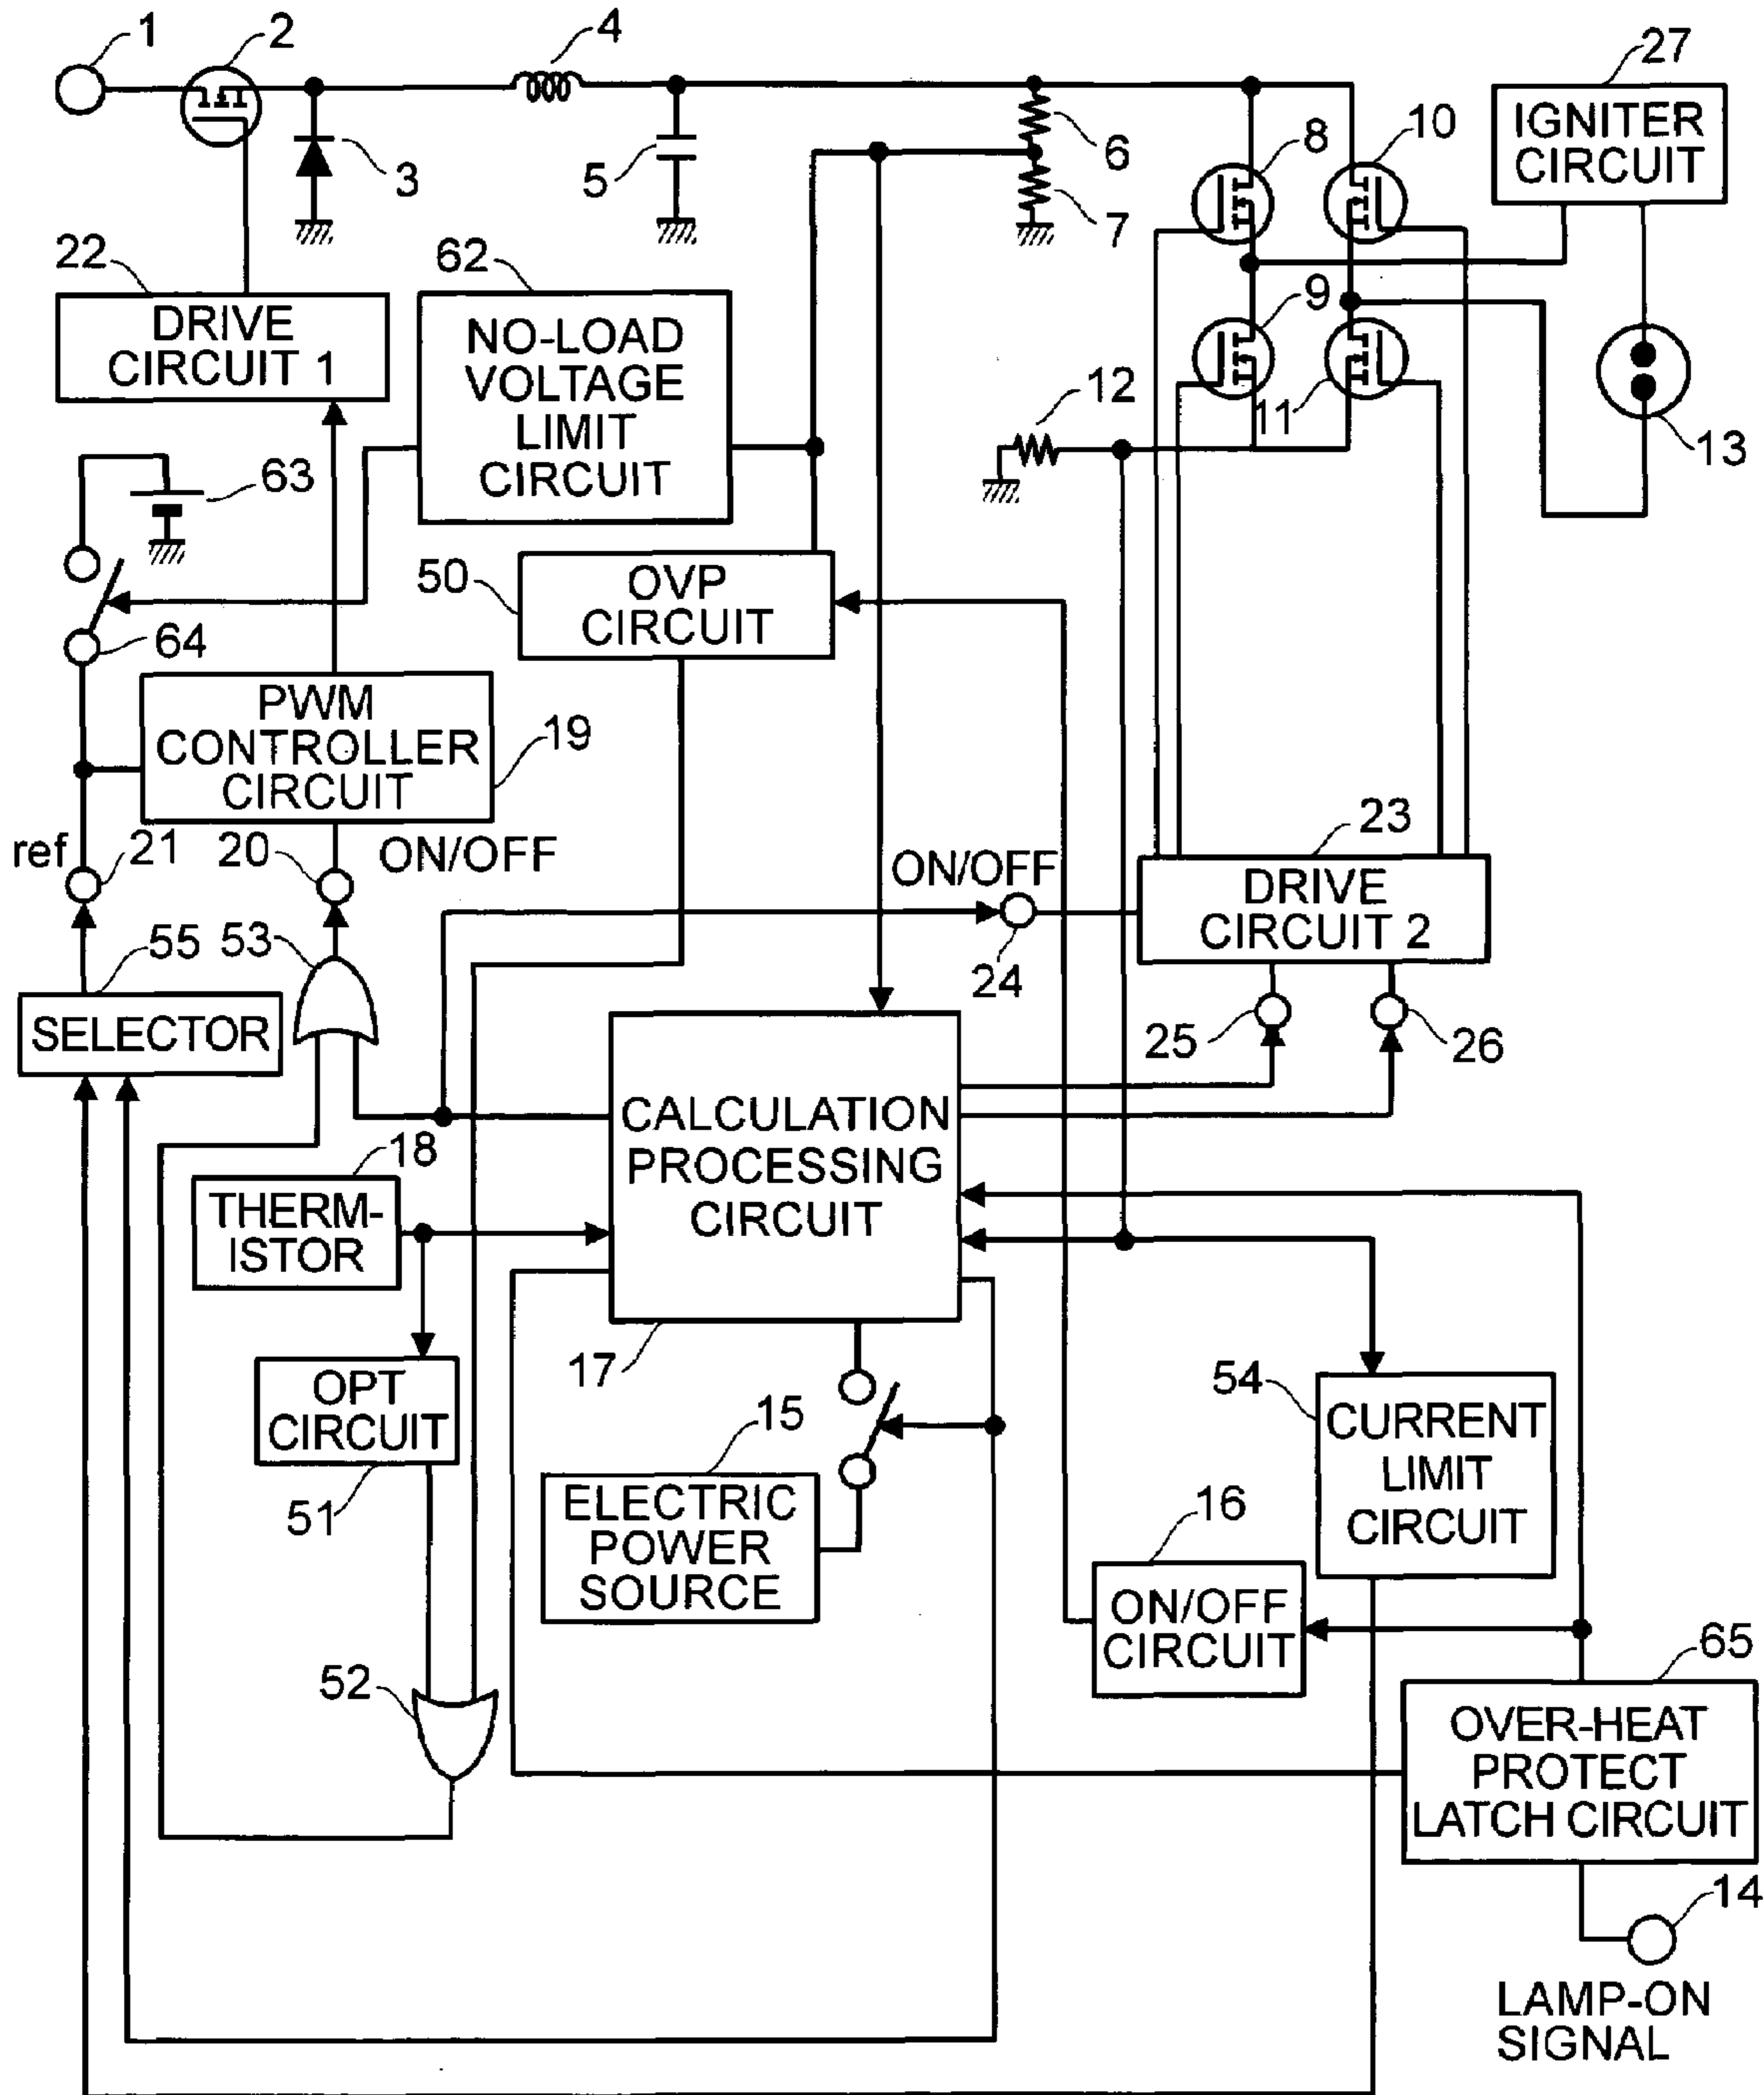 1
2
4
27
IGNITER
CIRCUIT
10
8
6
3
5
7
22
62
DRIVE
CIRCUIT 1
NO-LOAD
VOLTAGE
LIMIT
CIRCUIT
9
12
11
13
63
50
OVP
CIRCUIT
64
PWM
CONTROLLER
CIRCUIT
19
23
ref
21
20
ON/OFF
ON/OFF
DRIVE
CIRCUIT 2
24
55
53
SELECTOR
25
26
CALCULATION
PROCESSING
CIRCUIT
18
THERM-
ISTOR
17
54
OPT
CIRCUIT
15
CURRENT
LIMIT
CIRCUIT
51
ELECTRIC
POWER
SOURCE
16
ON/OFF
CIRCUIT
65
52
OVER-HEAT
PROTECT
LATCH CIRCUIT
14
LAMP-ON
SIGNAL